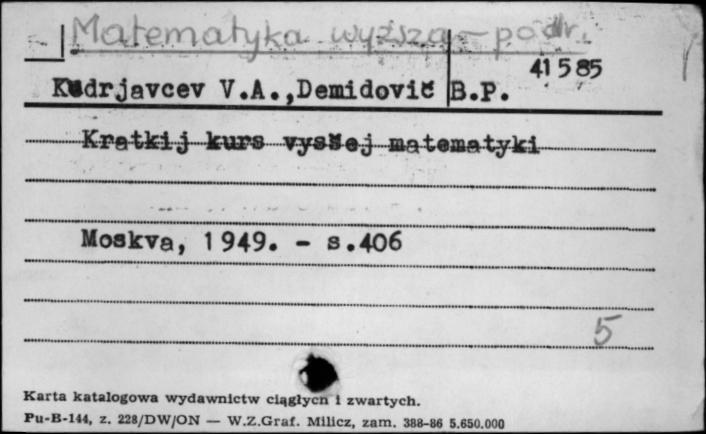 Matematyka wyższa - podr.
41585
Kudrjavcev V.A., Demidovič B.P.
Kratkij kurs vysšej matematyki
Moskva, 1949. - s.406
5
Karta katalogowa wydawnictw ciągłych i zwartych.
Pu-B-144, z. 228/DW/ON — W.Z.Graf. Milicz, zam. 388-86 5.650.000